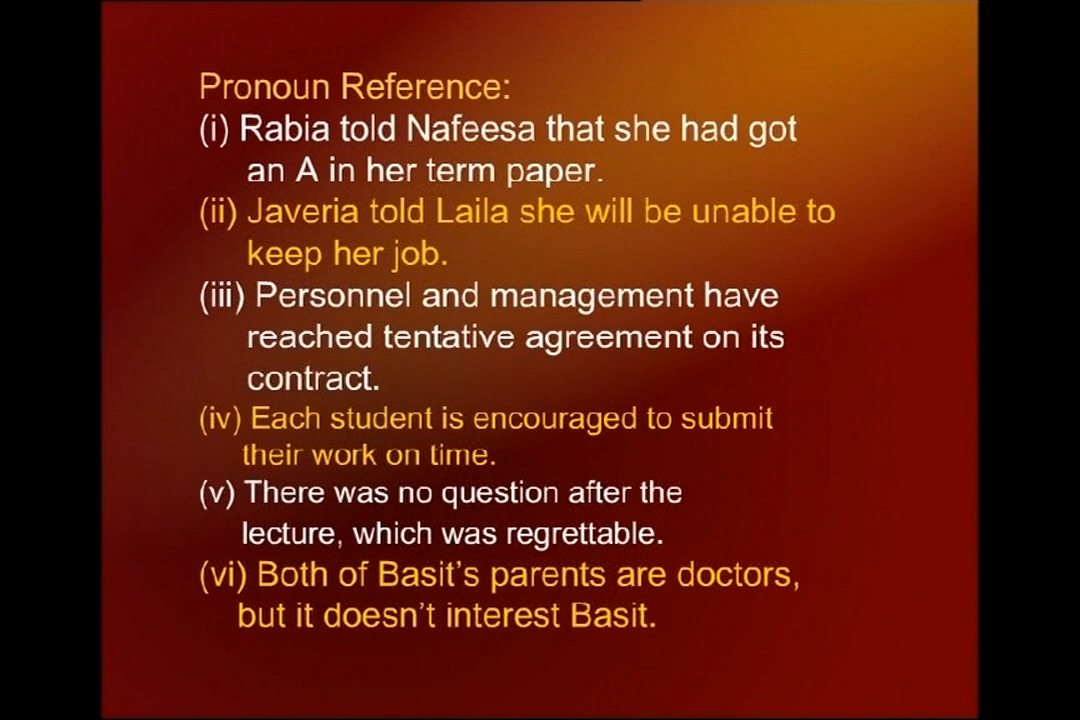 Pronoun Reference:
(i) Rabia told Nafeesa that she had got
an A in her term paper.
(ii) Javeria told Laila she will be unable to
keep her job.
(iii) Personnel and management have
reached tentative agreement on its
contract.
(iv) Each student is encouraged to submit
their work on time.
(v) There was no question after the
lecture, which was regrettable.
(vi) Both of Basit’s parents are doctors,
but it doesn’t interest Basit.